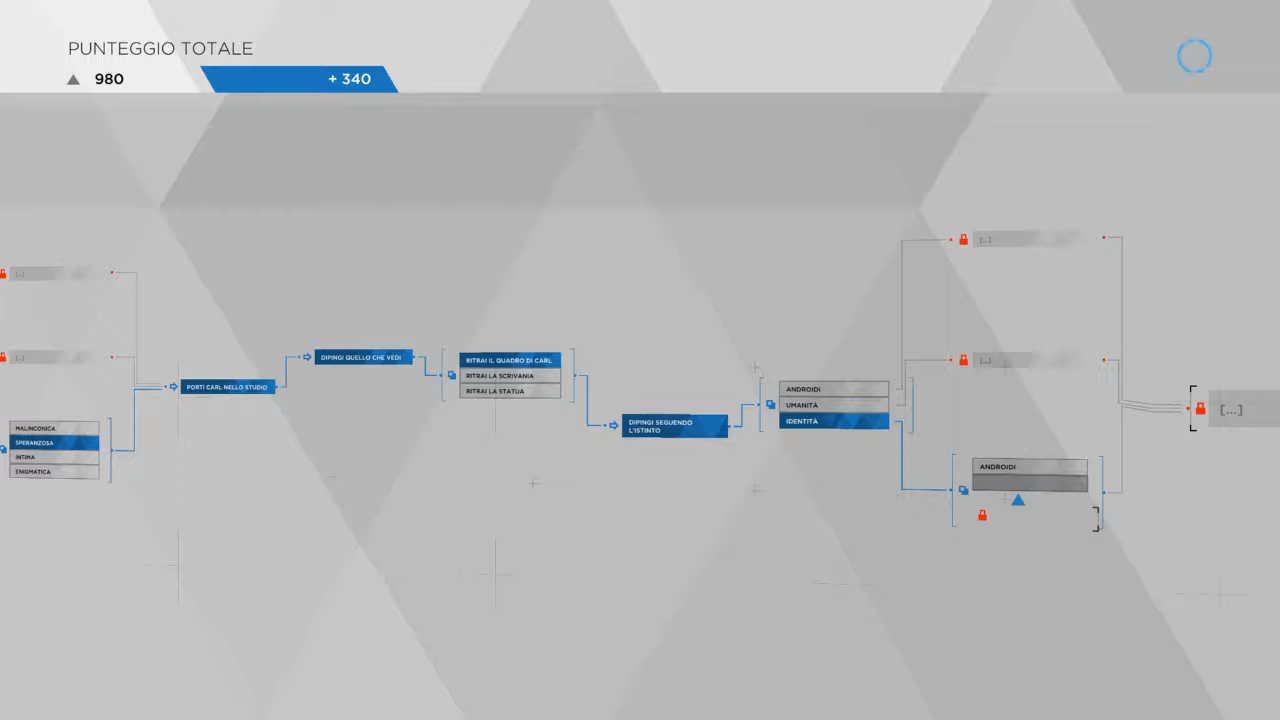 PUNTEGGIO TOTALE
980
+ 340
[...]
[...]
MALINCONICA
SPERANZOSA
INTIMA
ENIGMATICA
PORTI CARL NELLO STUDIO
DIPINGI QUELLO CHE VEDI
RITRAI IL QUADRO DI CARL
RITRAI LA SCRIVANIA
RITRAI LA STATUA
DIPINGI SEGUENDO
L'ISTINTO
ANDROIDI
UMANITÀ
IDENTITÀ
[...]
[...]
ANDROIDI
[...]